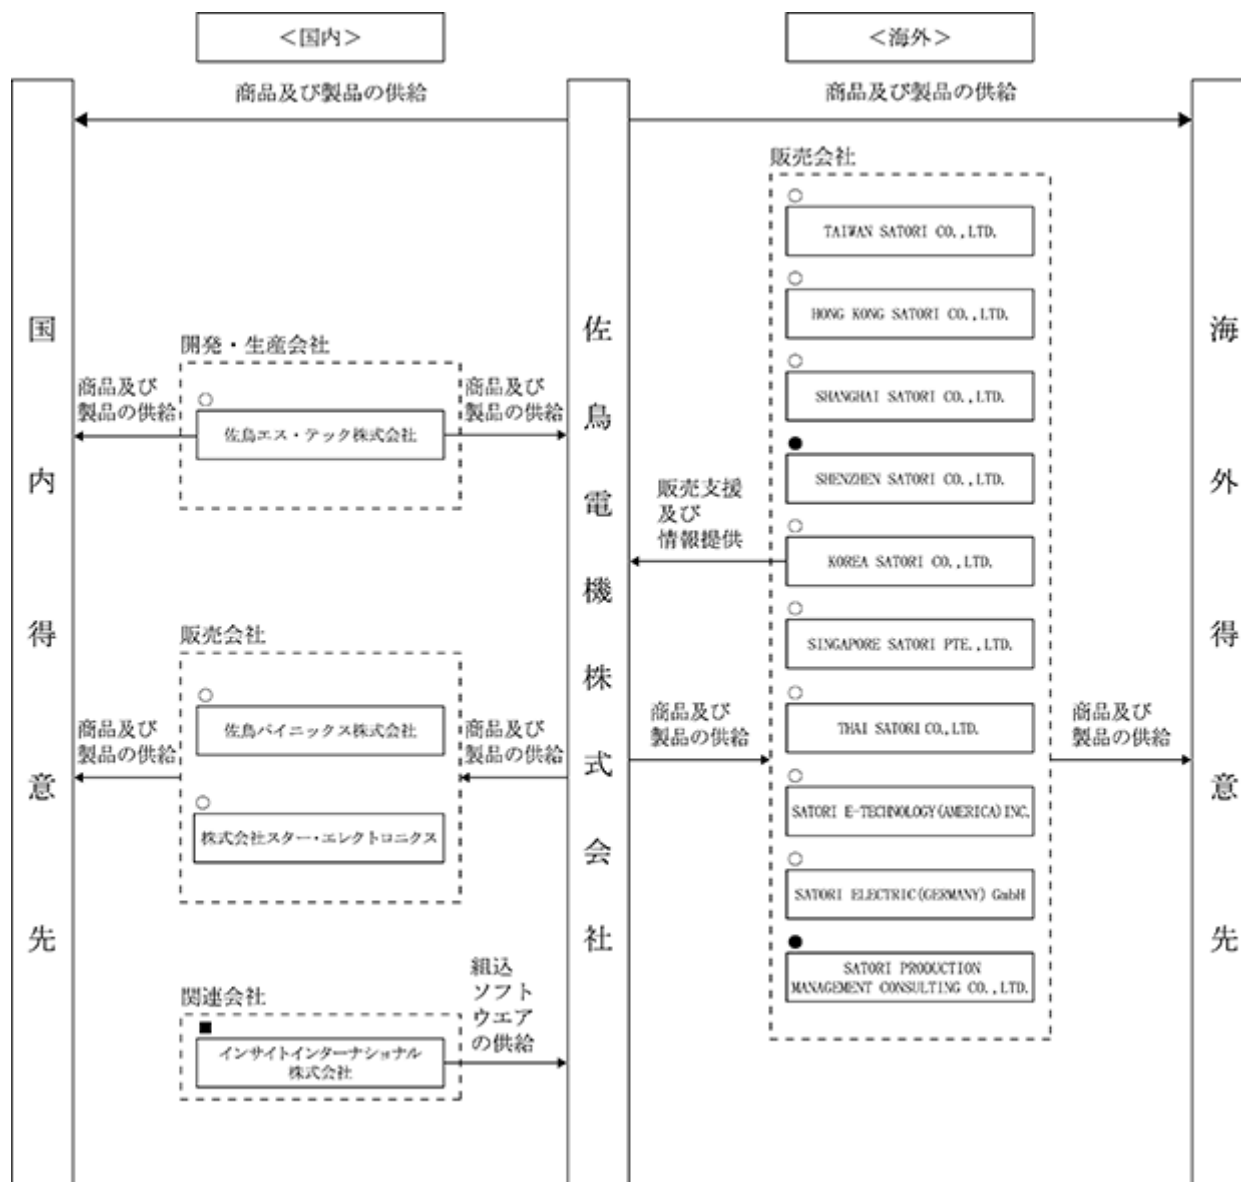 ＜国内＞
＜海外＞
商品及び製品の供給
商品及び製品の供給
国内得意先
開発・生産会社
商品及び
製品の供給
○
佐鳥エス・テック株式会社
商品及び
製品の供給
販売会社
商品及び
製品の供給
○
佐鳥パイニックス株式会社
○
株式会社スター・エレクトロニクス
商品及び
製品の供給
関連会社
■
インサイトインターナショナル
株式会社
組込
ソフト
ウエア
の供給
佐鳥電機株式会社
販売支援
及び
情報提供
商品及び
製品の供給
販売会社
○
TAIWAN SATORI CO.,LTD.
○
HONG KONG SATORI CO.,LTD.
○
SHANGHAI SATORI CO.,LTD.
●
SHENZHEN SATORI CO.,LTD.
○
KOREA SATORI CO.,LTD.
○
SINGAPORE SATORI PTE.,LTD.
○
THAI SATORI CO.,LTD.
○
SATORI E-TECHNOLOGY(AMERICA)INC.
○
SATORI ELECTRIC(GERMANY) GmbH
●
SATORI PRODUCTION
MANAGEMENT CONSULTING CO.,LTD.
商品及び
製品の供給
海外得意先